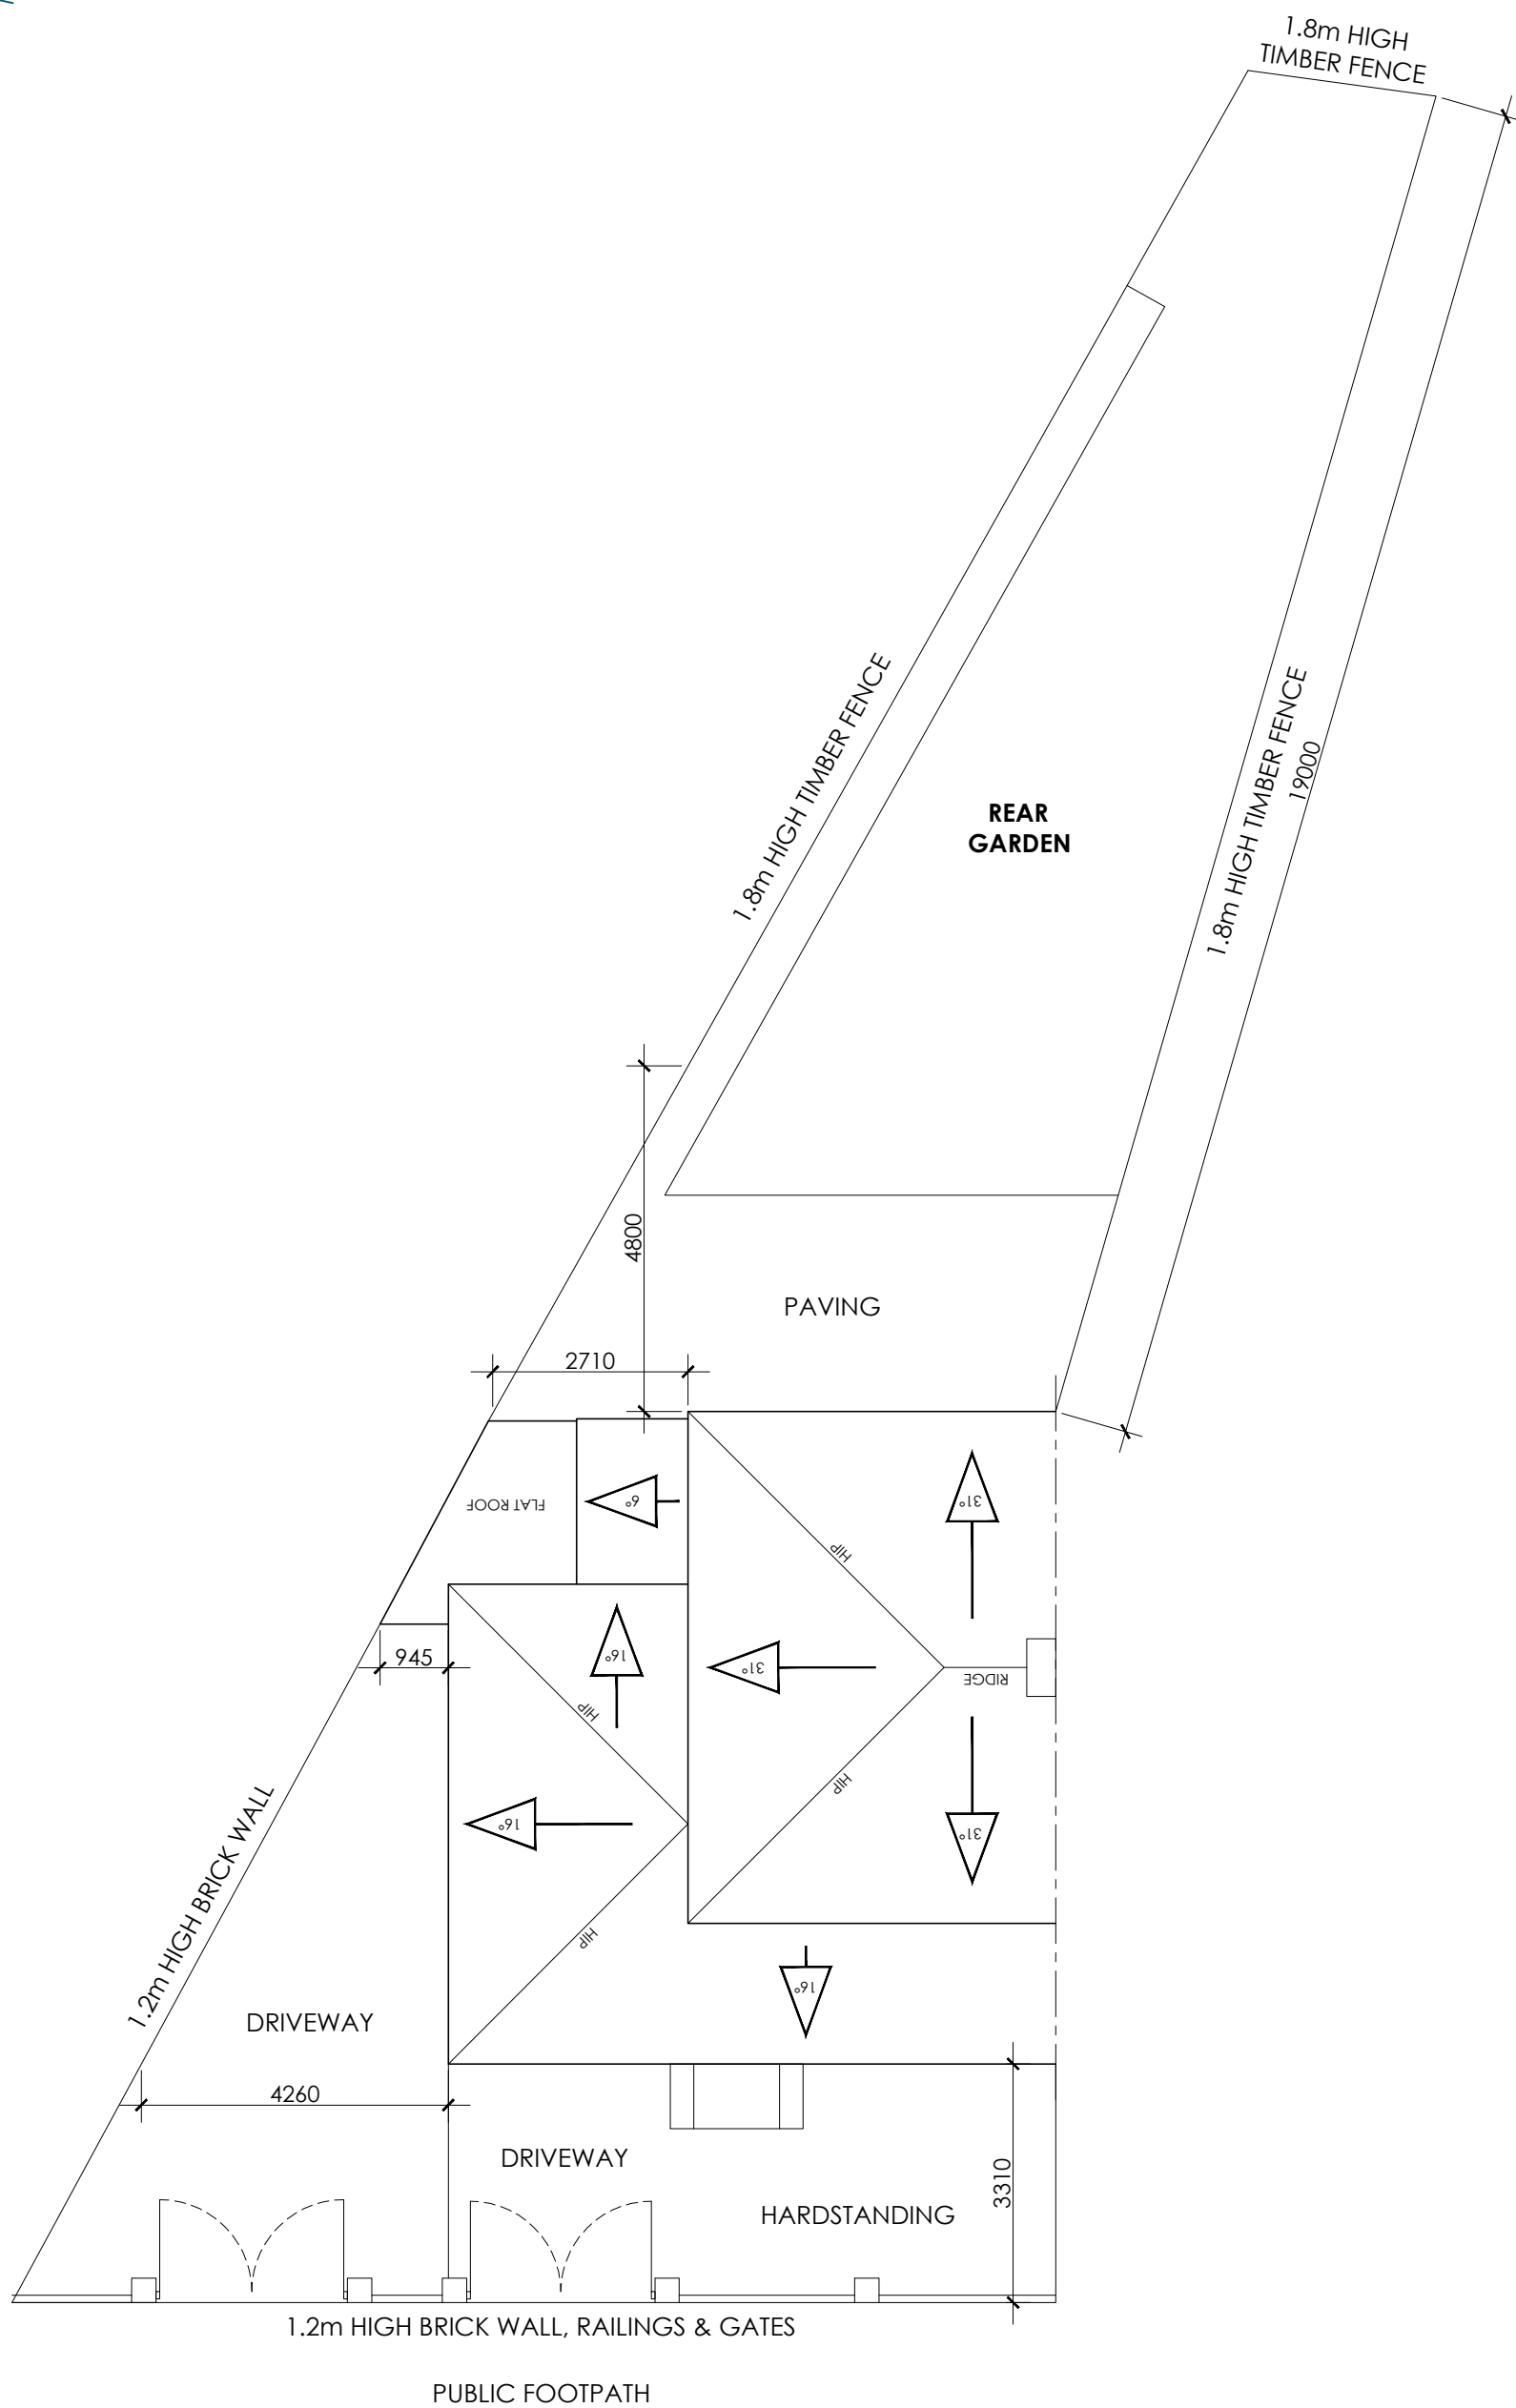 1.8m HIGH
TIMBER FENCE
1.8m HIGH TIMBER FENCE
1.8m HIGH TIMBER FENCE
19000
REAR
GARDEN
4800
PAVING
2710
FLAT ROOF
6°
31°
HIP
16°
945
31°
RIDGE
HIP
HIP
16°
31°
1.2m HIGH BRICK WALL
HIP
16°
DRIVEWAY
4260
DRIVEWAY
3310
HARDSTANDING
1.2m HIGH BRICK WALL, RAILINGS & GATES
PUBLIC FOOTPATH